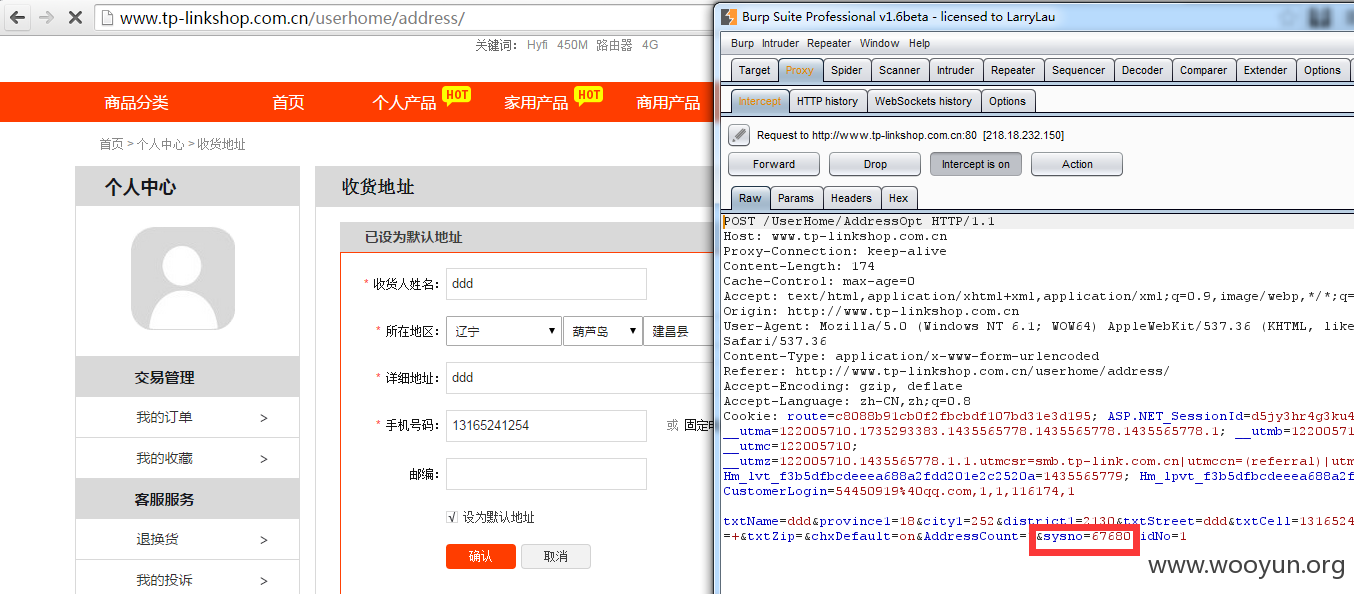 www.tp-linkshop.com.cn/userhome/address/
关键词： Hyfi 450M 路由器 4G
商品分类 首页 个人产品 HOT 家用产品 HOT 商用产品
首页 > 个人中心 > 收货地址
个人中心
交易管理
我的订单 >
我的收藏 >
客服服务
退换货 >
我的投诉 >
收货地址
已设为默认地址
* 收货人姓名： ddd
* 所在地区： 辽宁 葫芦岛 建昌县
* 详细地址： ddd
* 手机号码： 13165241254 或 固定电
邮编：
√ 设为默认地址
确认 取消
Burp Suite Professional v1.6beta - licensed to LarryLau
Burp Intruder Repeater Window Help
Target Proxy Spider Scanner Intruder Repeater Sequencer Decoder Comparer Extender Options
Intercept HTTP history WebSockets history Options
Request to http://www.tp-linkshop.com.cn:80 [218.18.232.150]
Forward Drop Intercept is on Action
Raw Params Headers Hex
POST /UserHome/AddressOpt HTTP/1.1
Host: www.tp-linkshop.com.cn
Proxy-Connection: keep-alive
Content-Length: 174
Cache-Control: max-age=0
Accept: text/html,application/xhtml+xml,application/xml;q=0.9,image/webp,*/*;q=
Origin: http://www.tp-linkshop.com.cn
User-Agent: Mozilla/5.0 (Windows NT 6.1; WOW64) AppleWebKit/537.36 (KHTML, like
Safari/537.36
Content-Type: application/x-www-form-urlencoded
Referer: http://www.tp-linkshop.com.cn/userhome/address/
Accept-Encoding: gzip, deflate
Accept-Language: zh-CN,zh;q=0.8
Cookie: route=c8088b91cb0f2fbcbdf107bd31e3d195; ASP.NET_SessionId=d5jy3hr4g3ku4
__utma=122005710.1735293383.1435565778.1435565778.1435565778.1; __utmb=1220057
__utmc=122005710;
__utmz=122005710.1435565778.1.1.utmcsr=smb.tp-link.com.cn|utmccn=(referral)|utm
Hm_lvt_f3b5dfbcdeeea688a2fdd201e2c2520a=1435565779; Hm_lpvt_f3b5dfbcdeeea688a2f
CustomerLogin=54450919%40qq.com,1,1,116174,1
txtName=ddd&province1=18&city1=252&district1=2130&txtStreet=ddd&txtCell=1316524
=+&txtZip=&chxDefault=on&AddressCount= &sysno=67680 idNo=1
www.wooyun.org